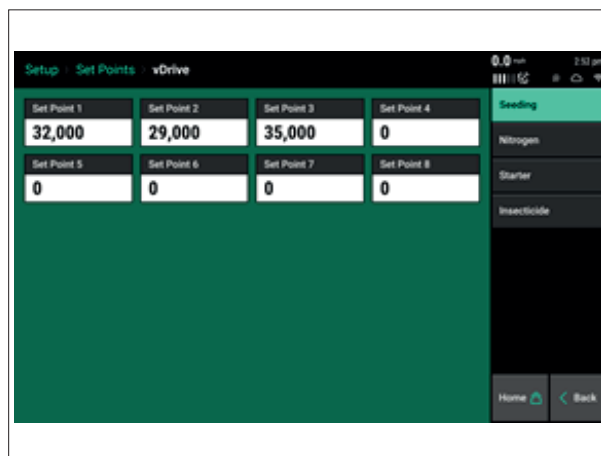 Setup > Set Points > vDrive
0.0 mph 2:52 pm
Set Point 1 Set Point 2 Set Point 3 Set Point 4
32,000 29,000 35,000 0
Set Point 5 Set Point 6 Set Point 7 Set Point 8
0 0 0 0
Seeding
Nitrogen
Starter
Insecticide
Home < Back